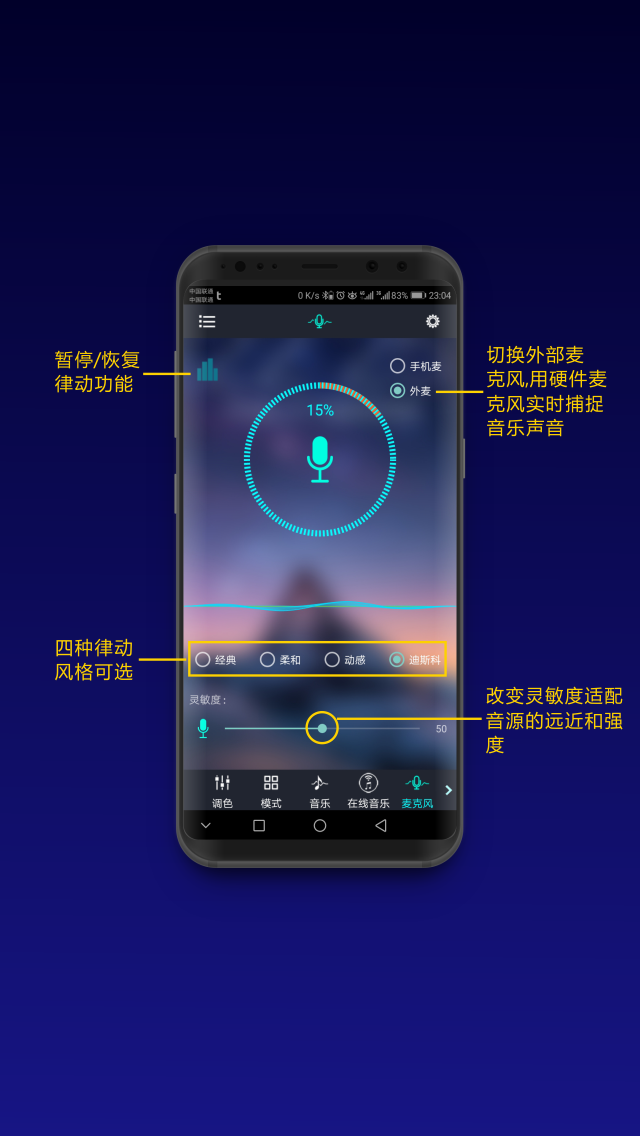 中国联通
中国联通
0 K/s 83% 23:04
手机麦
外麦
15%
暂停/恢复
律动功能
切换外部麦
克风,用硬件麦
克风实时捕捉
音乐声音
四种律动
风格可选
经典 柔和 动感 迪斯科
灵敏度：
50
改变灵敏度适配
音源的远近和强
度
调色 模式 音乐 在线音乐 麦克风